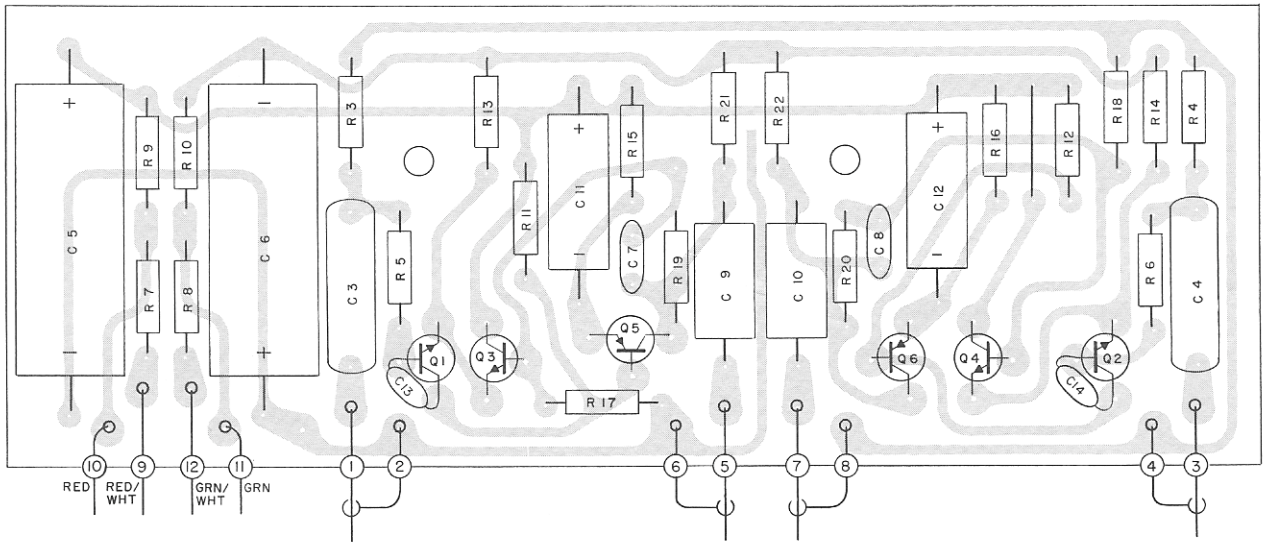 +
-
R 3
R 13
R 21
R 22
R 18
R 14
R 4
R 9
R 10
+
R 15
+
R 16
R 12
C 11
C 12
R 11
C 5
C 6
C 7
C 8
R 5
R 19
C 9
C 10
R 20
R 6
C 3
C 4
R 7
R 8
-
-
Q5
-
+
Q1
Q3
Q6
Q4
Q2
C13
C14
R 17
10
9
12
11
1
2
6
5
7
8
4
3
RED
RED/
WHT
GRN/
WHT
GRN